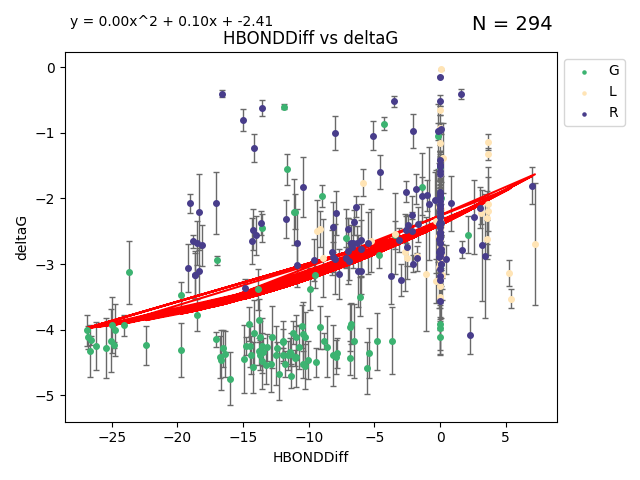 y = 0.00x^2 + 0.10x + -2.41
N = 294
HBONDDiff vs deltaG
G
L
R
0
−1
−2
−3
−4
−5
deltaG
−25
−20
−15
−10
−5
0
5
HBONDDiff